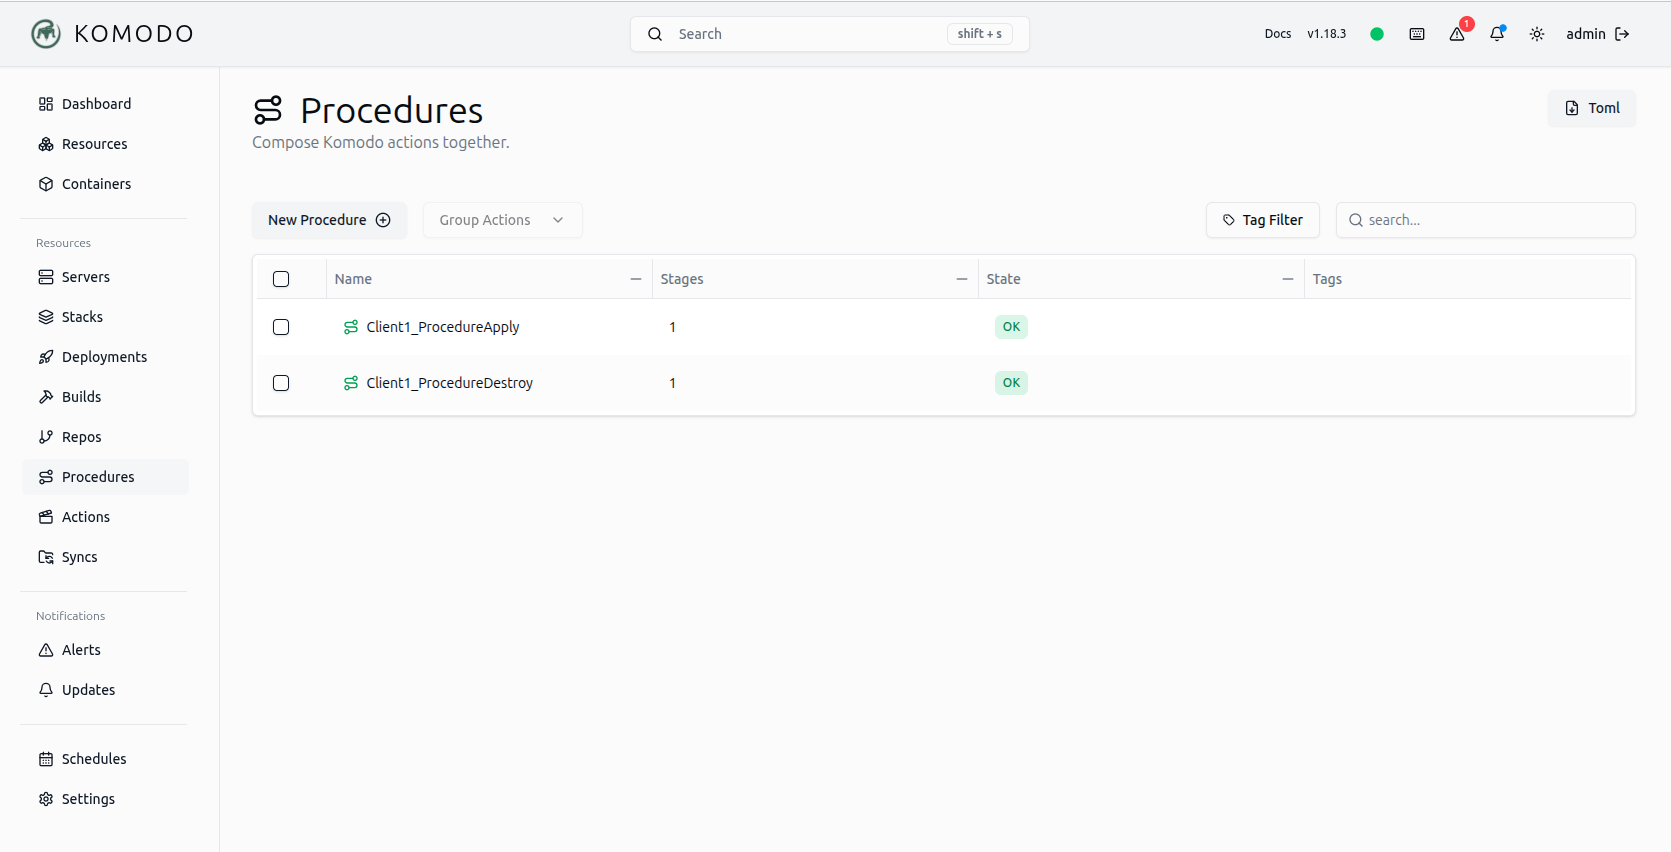 KOMODO
Search shift + s
Docs v1.18.3 1 admin
Dashboard
Resources
Containers
Resources
Servers
Stacks
Deployments
Builds
Repos
Procedures
Actions
Syncs
Notifications
Alerts
Updates
Schedules
Settings
Procedures
Compose Komodo actions together.
Toml
New Procedure Group Actions Tag Filter search...
Name Stages State Tags
Client1_ProcedureApply 1 OK
Client1_ProcedureDestroy 1 OK